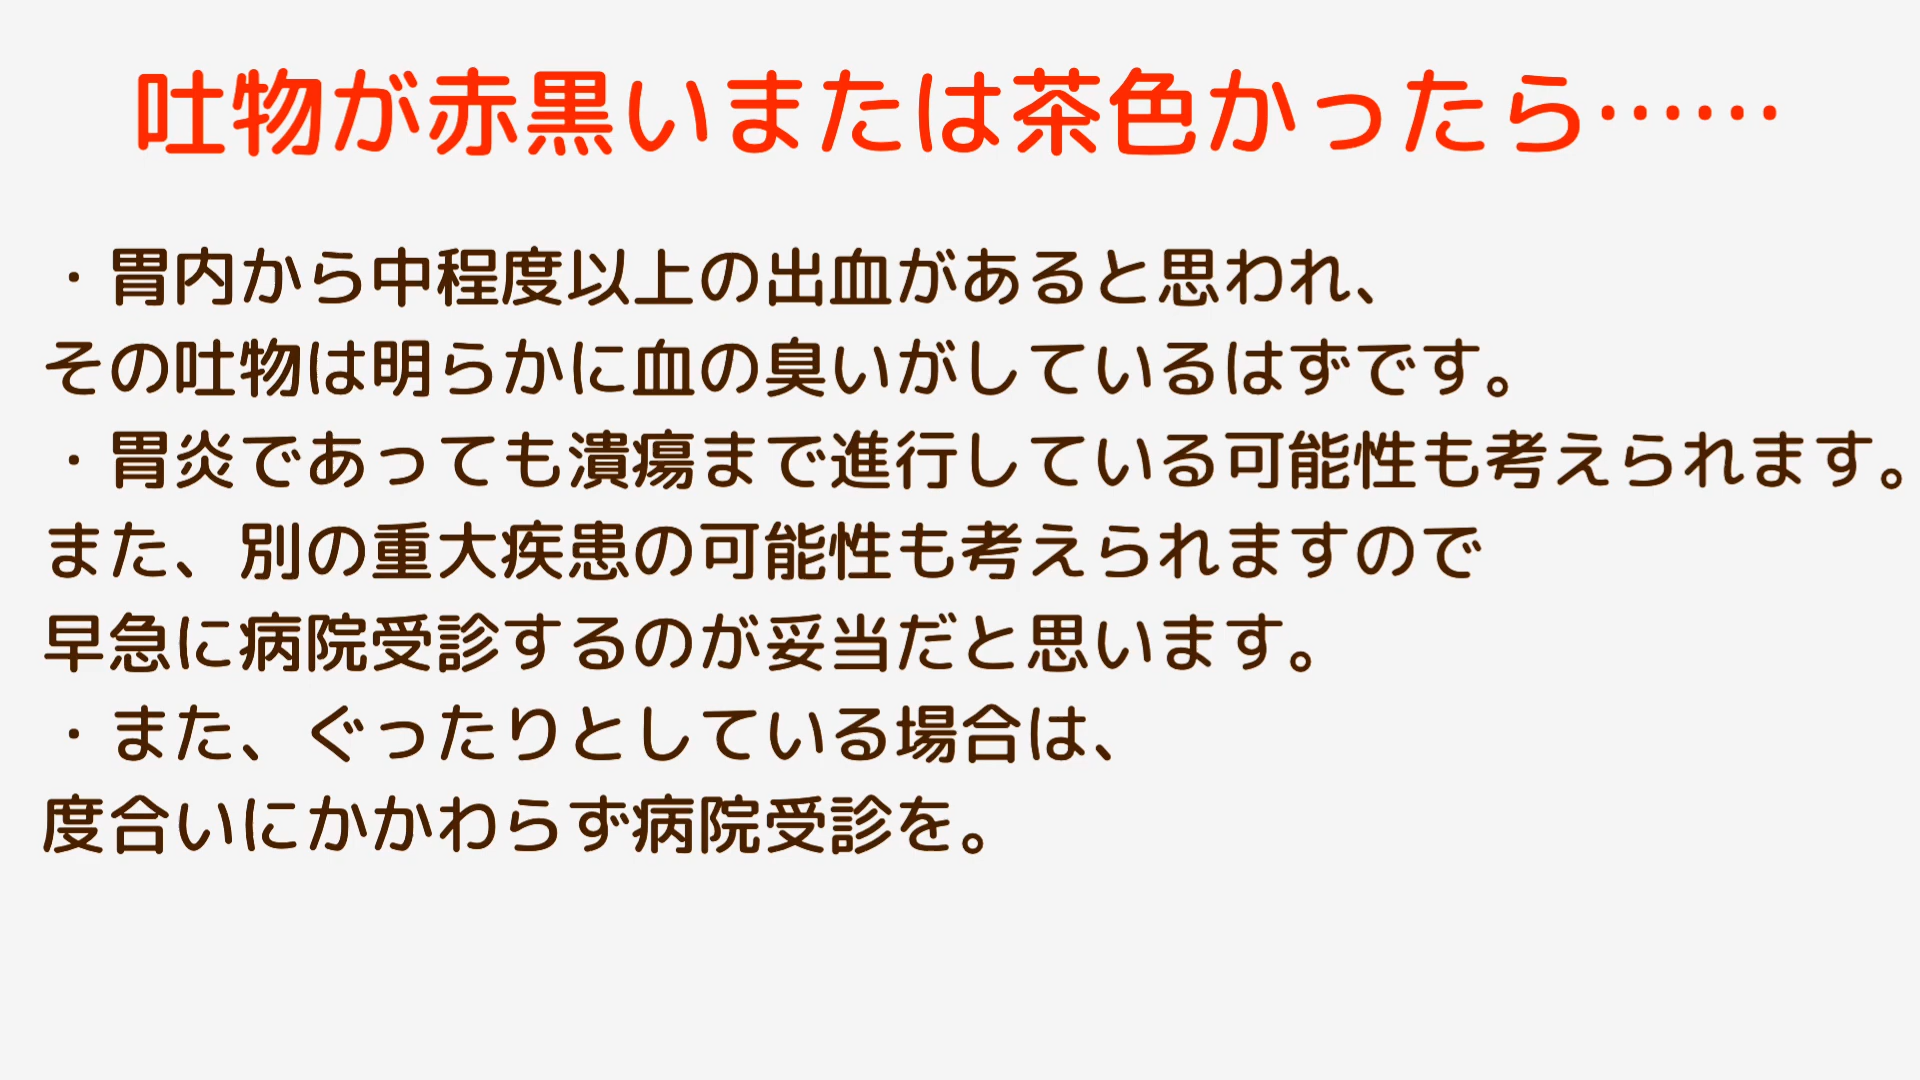 吐物が赤黒いまたは茶色かったら……
・胃内から中程度以上の出血があると思われ、
その吐物は明らかに血の臭いがしているはずです。
・胃炎であっても潰瘍まで進行している可能性も考えられます。
また、別の重大疾患の可能性も考えられますので
早急に病院受診するのが妥当だと思います。
・また、ぐったりとしている場合は、
度合いにかかわらず病院受診を。